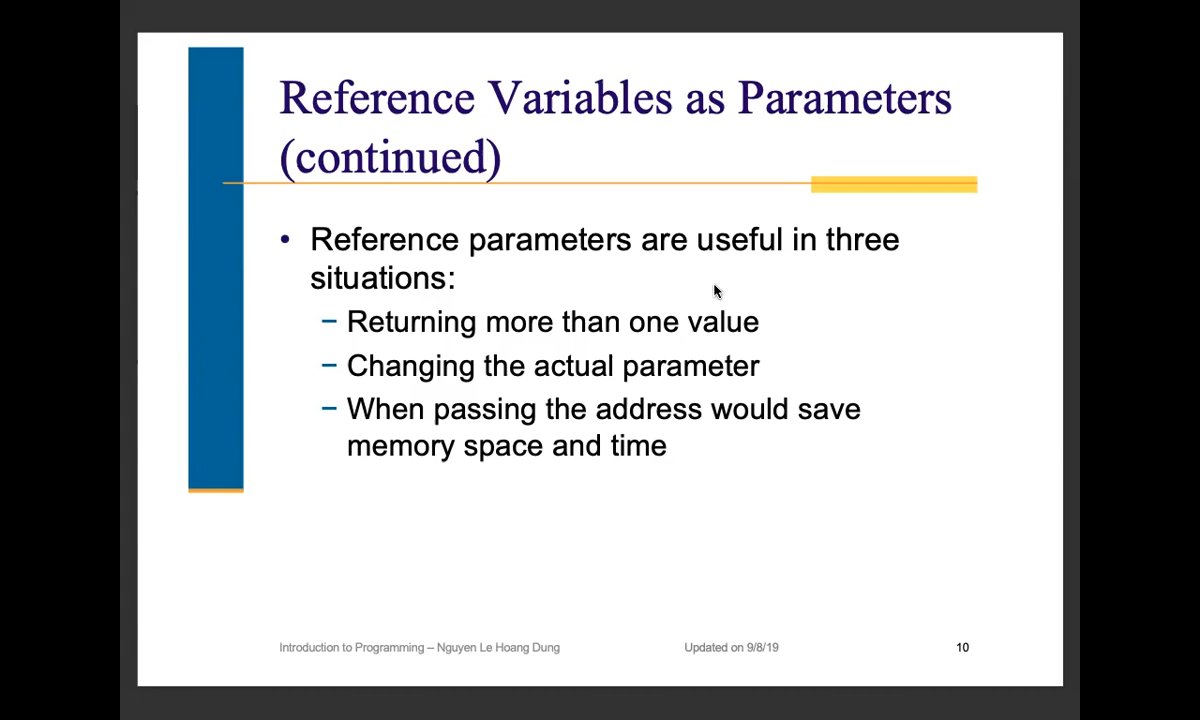 Reference Variables as Parameters
(continued)
• Reference parameters are useful in three
situations:
− Returning more than one value
− Changing the actual parameter
− When passing the address would save
memory space and time
Introduction to Programming – Nguyen Le Hoang Dung
Updated on 9/8/19
10